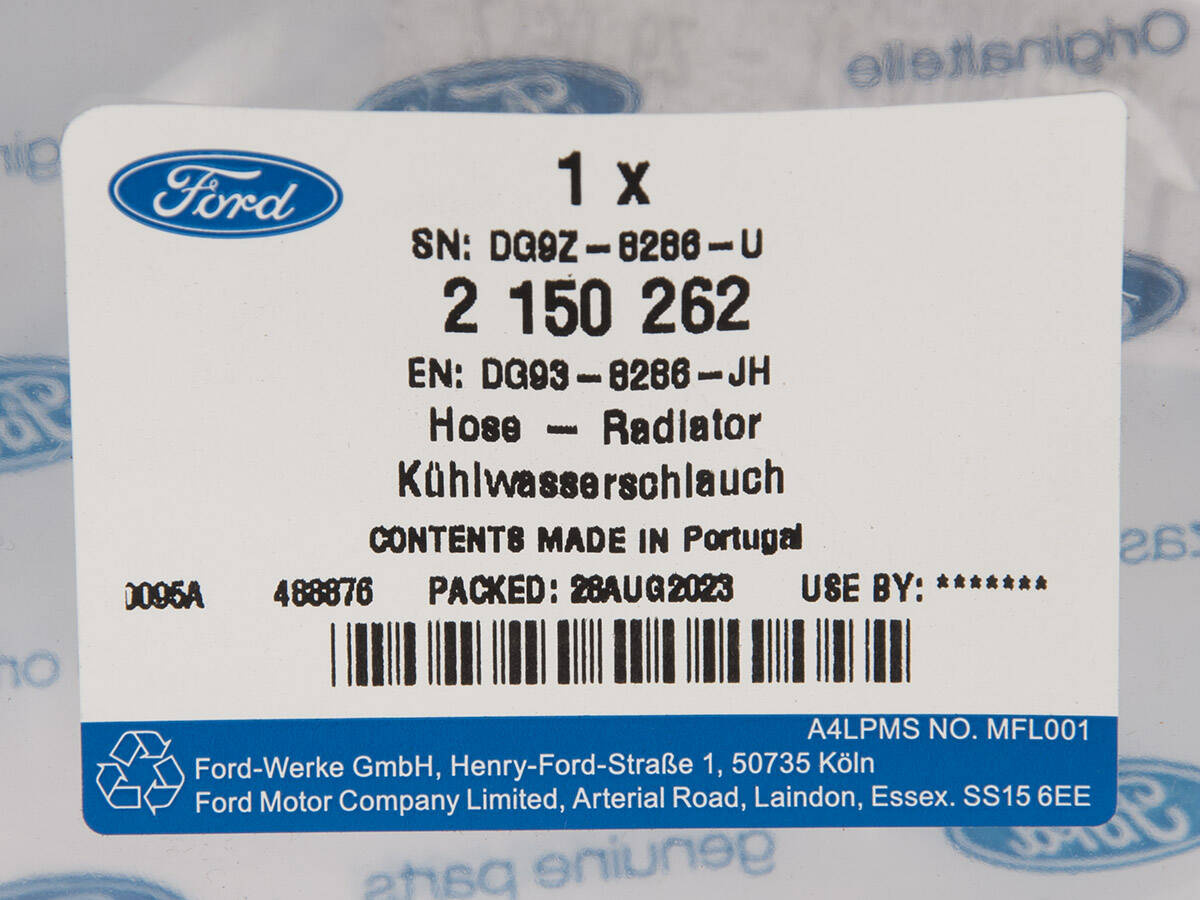 Originalteile
Ford
1 x
SN: DG9Z-8286-U
2 150 262
EN: DG93-8286-JH
Hose - Radiator
Kühlwasserschlauch
CONTENTS MADE IN Portugal
0095A 488876 PACKED: 28AUG2023 USE BY: *******
A4LPMS NO. MFL001
Ford-Werke GmbH, Henry-Ford-Straße 1, 50735 Köln
Ford Motor Company Limited, Arterial Road, Laindon, Essex. SS15 6EE
Ford
genuine parts